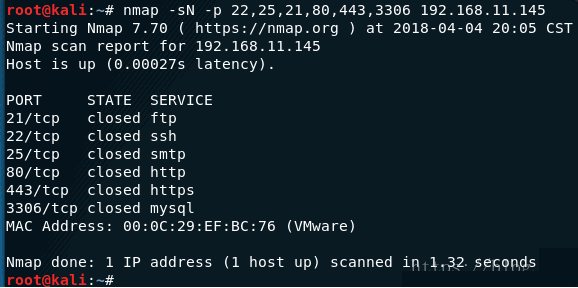 root@kali:~# nmap -sN -p 22,25,21,80,443,3306 192.168.11.145
Starting Nmap 7.70 ( https://nmap.org ) at 2018-04-04 20:05 CST
Nmap scan report for 192.168.11.145
Host is up (0.00027s latency).
PORT     STATE  SERVICE
21/tcp   closed ftp
22/tcp   closed ssh
25/tcp   closed smtp
80/tcp   closed http
443/tcp  closed https
3306/tcp closed mysql
MAC Address: 00:0C:29:EF:BC:76 (VMware)
Nmap done: 1 IP address (1 host up) scanned in 1.32 seconds
root@kali:~#